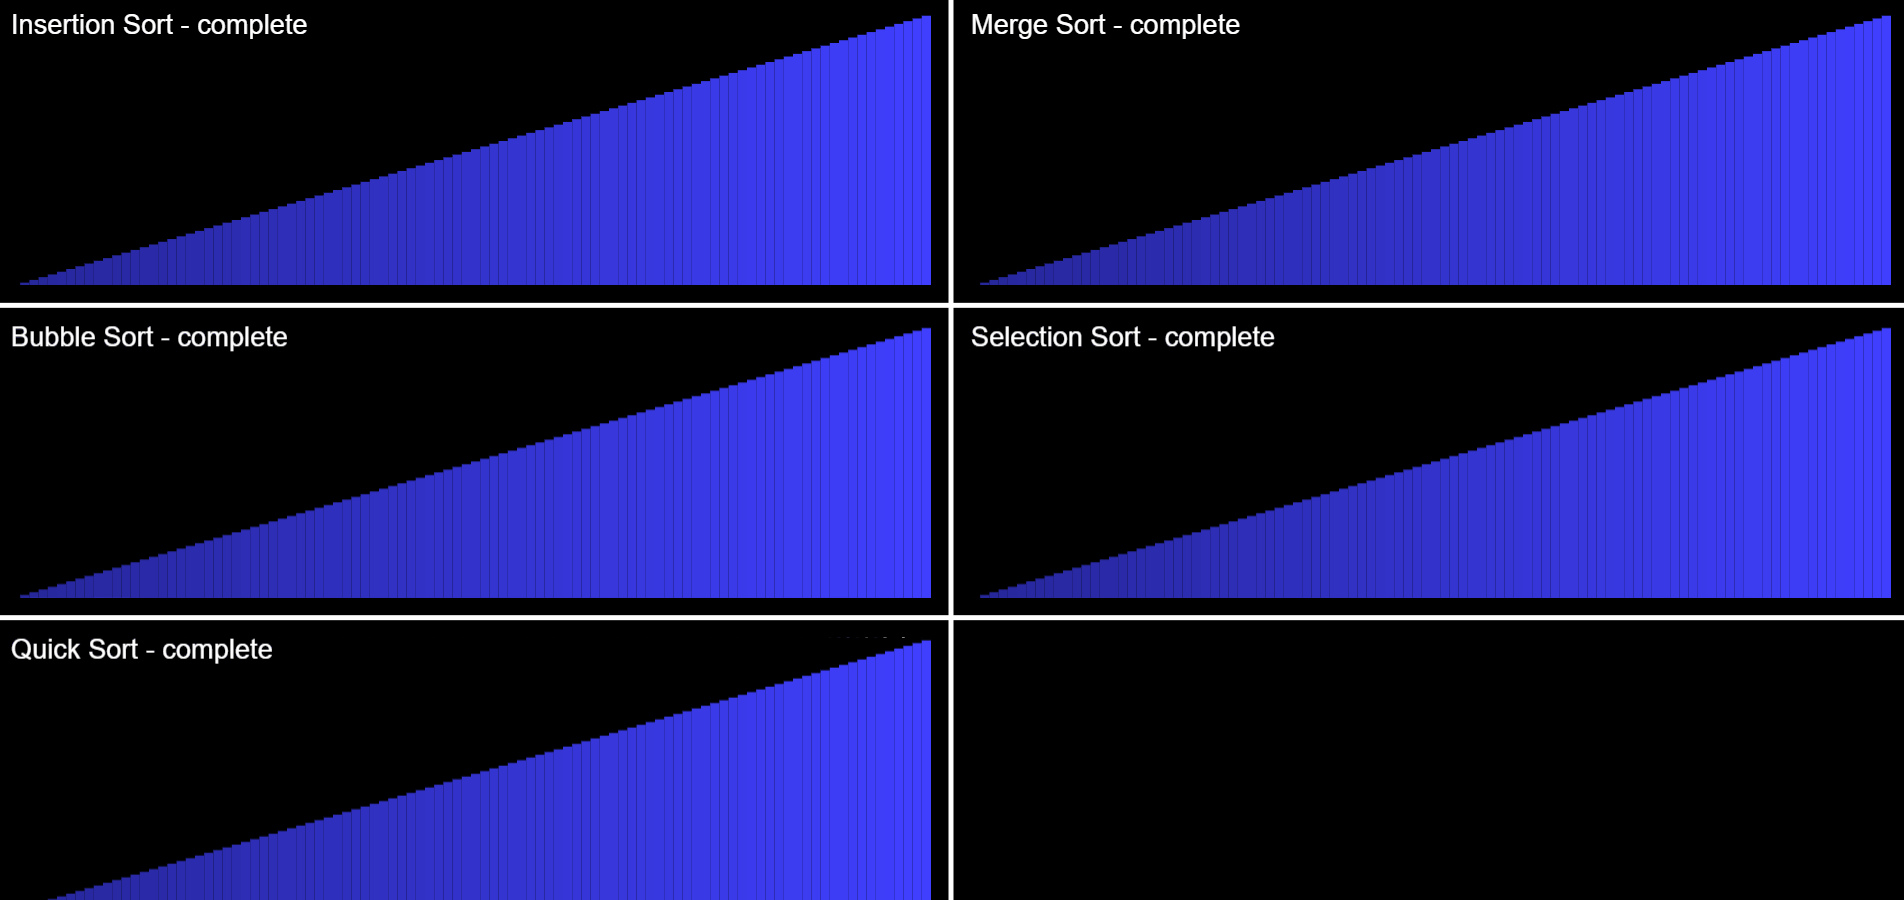 Insertion Sort - complete
Merge Sort - complete
Bubble Sort - complete
Selection Sort - complete
Quick Sort - complete